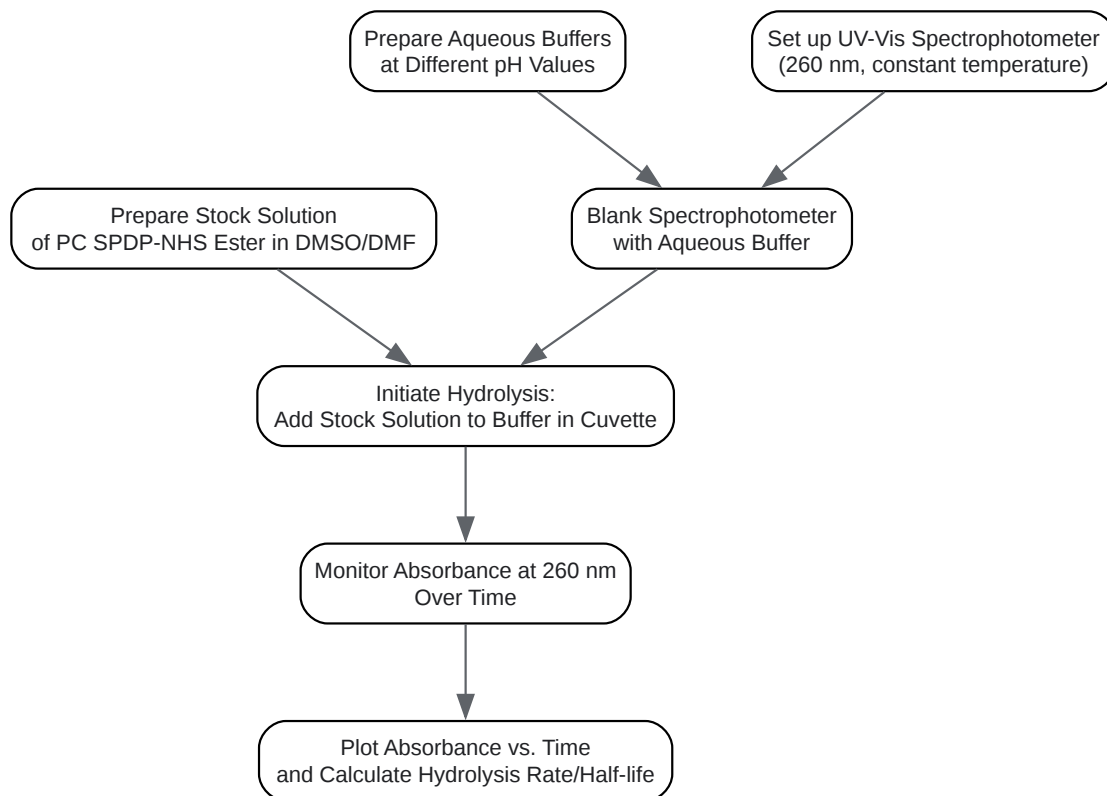 Prepare Aqueous Buffers
at Different pH Values
Set up UV-Vis Spectrophotometer
(260 nm, constant temperature)
Prepare Stock Solution
of PC SPDP-NHS Ester in DMSO/DMF
Blank Spectrophotometer
with Aqueous Buffer
Initiate Hydrolysis:
Add Stock Solution to Buffer in Cuvette
Monitor Absorbance at 260 nm
Over Time
Plot Absorbance vs. Time
and Calculate Hydrolysis Rate/Half-life